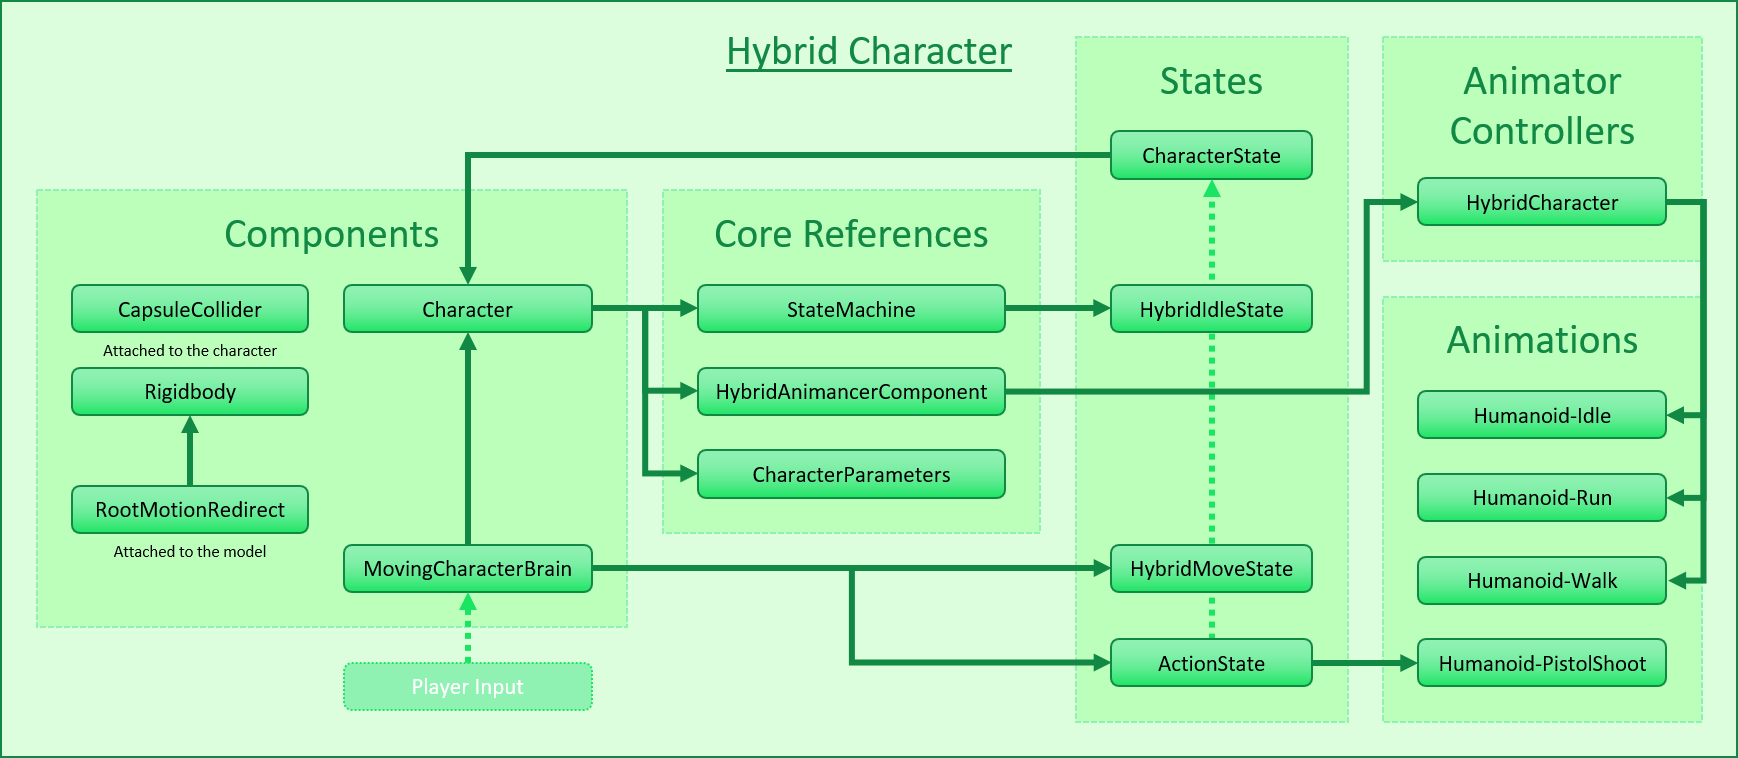 Hybrid Character
Components
CapsuleCollider
Attached to the character
Rigidbody
RootMotionRedirect
Attached to the model
Character
MovingCharacterBrain
Player Input
Core References
StateMachine
HybridAnimancerComponent
CharacterParameters
States
CharacterState
HybridIdleState
HybridMoveState
ActionState
Animator
Controllers
HybridCharacter
Animations
Humanoid-Idle
Humanoid-Run
Humanoid-Walk
Humanoid-PistolShoot